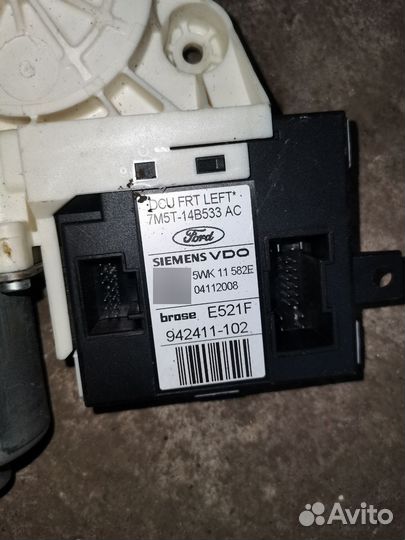 *DCU FRT LEFT*
7M5T-14B533 AC
Ford
SIEMENS VDO
5WK 11 582E
04112008
brose E521F
942411-102
Avito